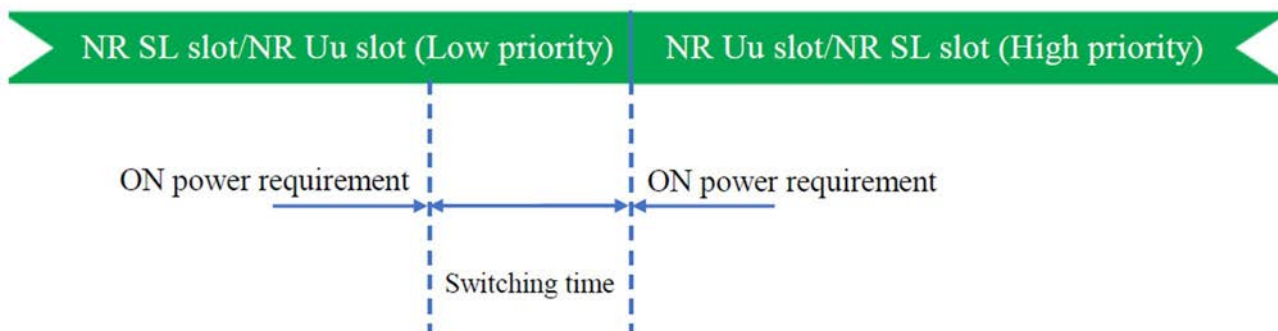 NR SL slot/NR Uu slot (Low priority)
NR Uu slot/NR SL slot (High priority)
ON power requirement
ON power requirement
Switching time